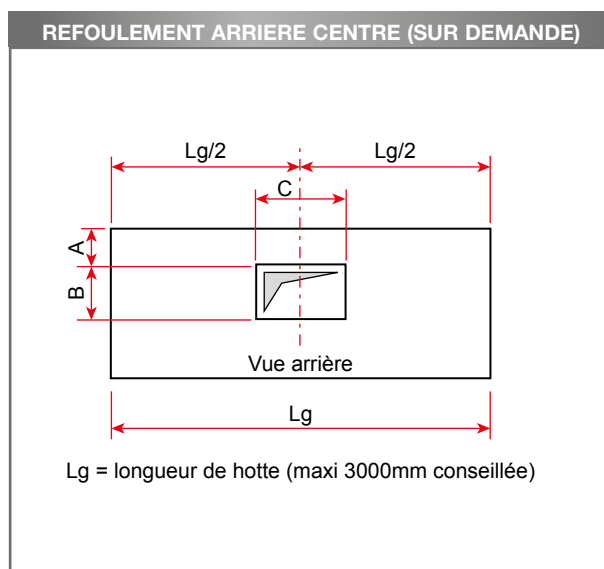 REFOULEMENT ARRIERE CENTRE (SUR DEMANDE)
Lg/2 Lg/2
C
A
B
Vue arrière
Lg
Lg = longueur de hotte (maxi 3000mm conseillée)